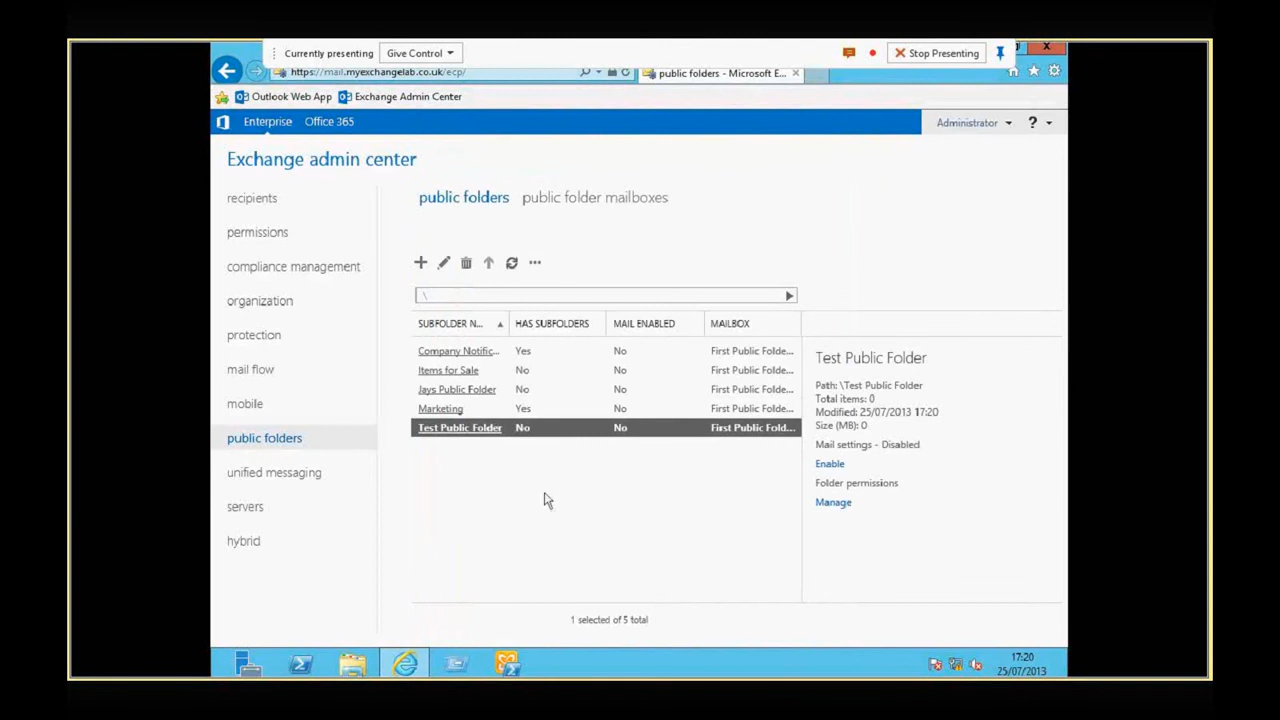 Currently presenting Give Control Stop Presenting
https://mail.myexchangelab.co.uk/ecp/ public folders - Microsoft E...
Outlook Web App Exchange Admin Center
Enterprise Office 365 Administrator ?
Exchange admin center
recipients
permissions
compliance management
organization
protection
mail flow
mobile
public folders
unified messaging
servers
hybrid
public folders public folder mailboxes
\
SUBFOLDER N... HAS SUBFOLDERS MAIL ENABLED MAILBOX
Company Notific... Yes No First Public Folde...
Items for Sale No No First Public Folde...
Jays Public Folder No No First Public Folde...
Marketing Yes No First Public Folde...
Test Public Folder No No First Public Fold...
1 selected of 5 total
Test Public Folder
Path: \Test Public Folder
Total items: 0
Modified: 25/07/2013 17:20
Size (MB): 0
Mail settings - Disabled
Enable
Folder permissions
Manage
17:20
25/07/2013